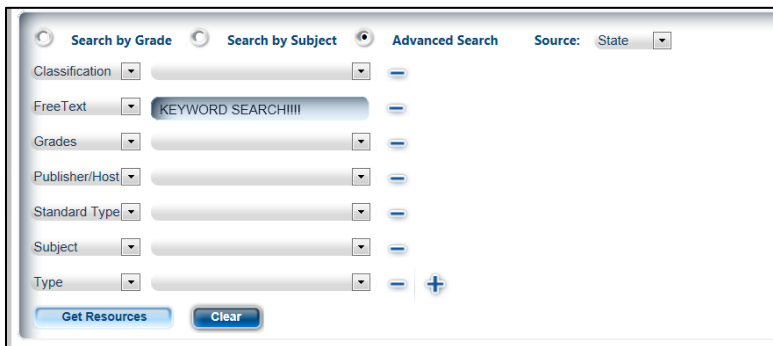 Search by Grade Search by Subject Advanced Search Source: State
Classification
FreeText KEYWORD SEARCH!!!!
Grades
Publisher/Host
Standard Type
Subject
Type
Get Resources Clear